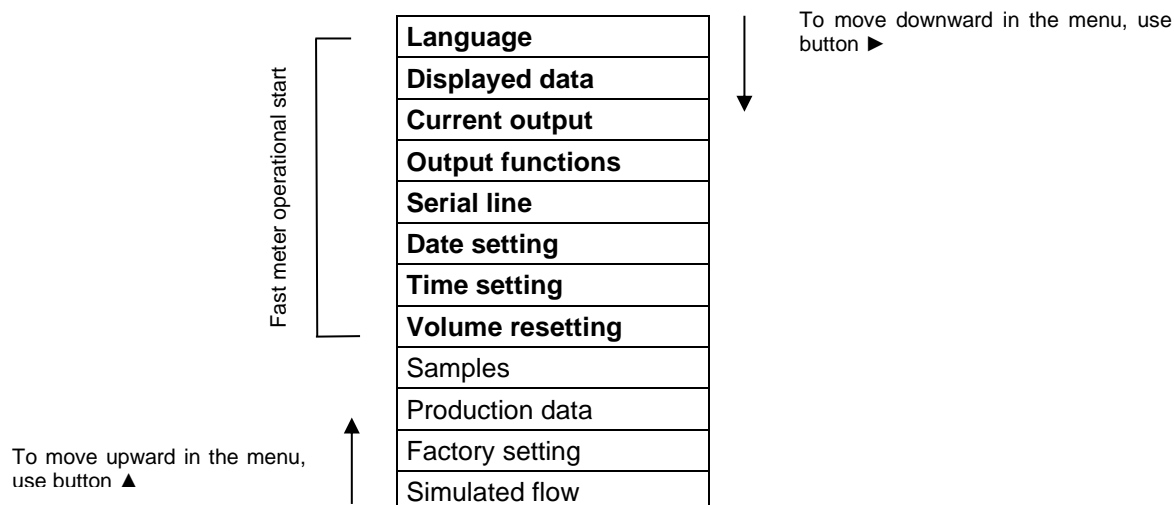 To move downward in the menu, use
button ►
Fast meter operational start
Language
Displayed data
Current output
Output functions
Serial line
Date setting
Time setting
Volume resetting
Samples
Production data
Factory setting
Simulated flow
To move upward in the menu,
use button ▲